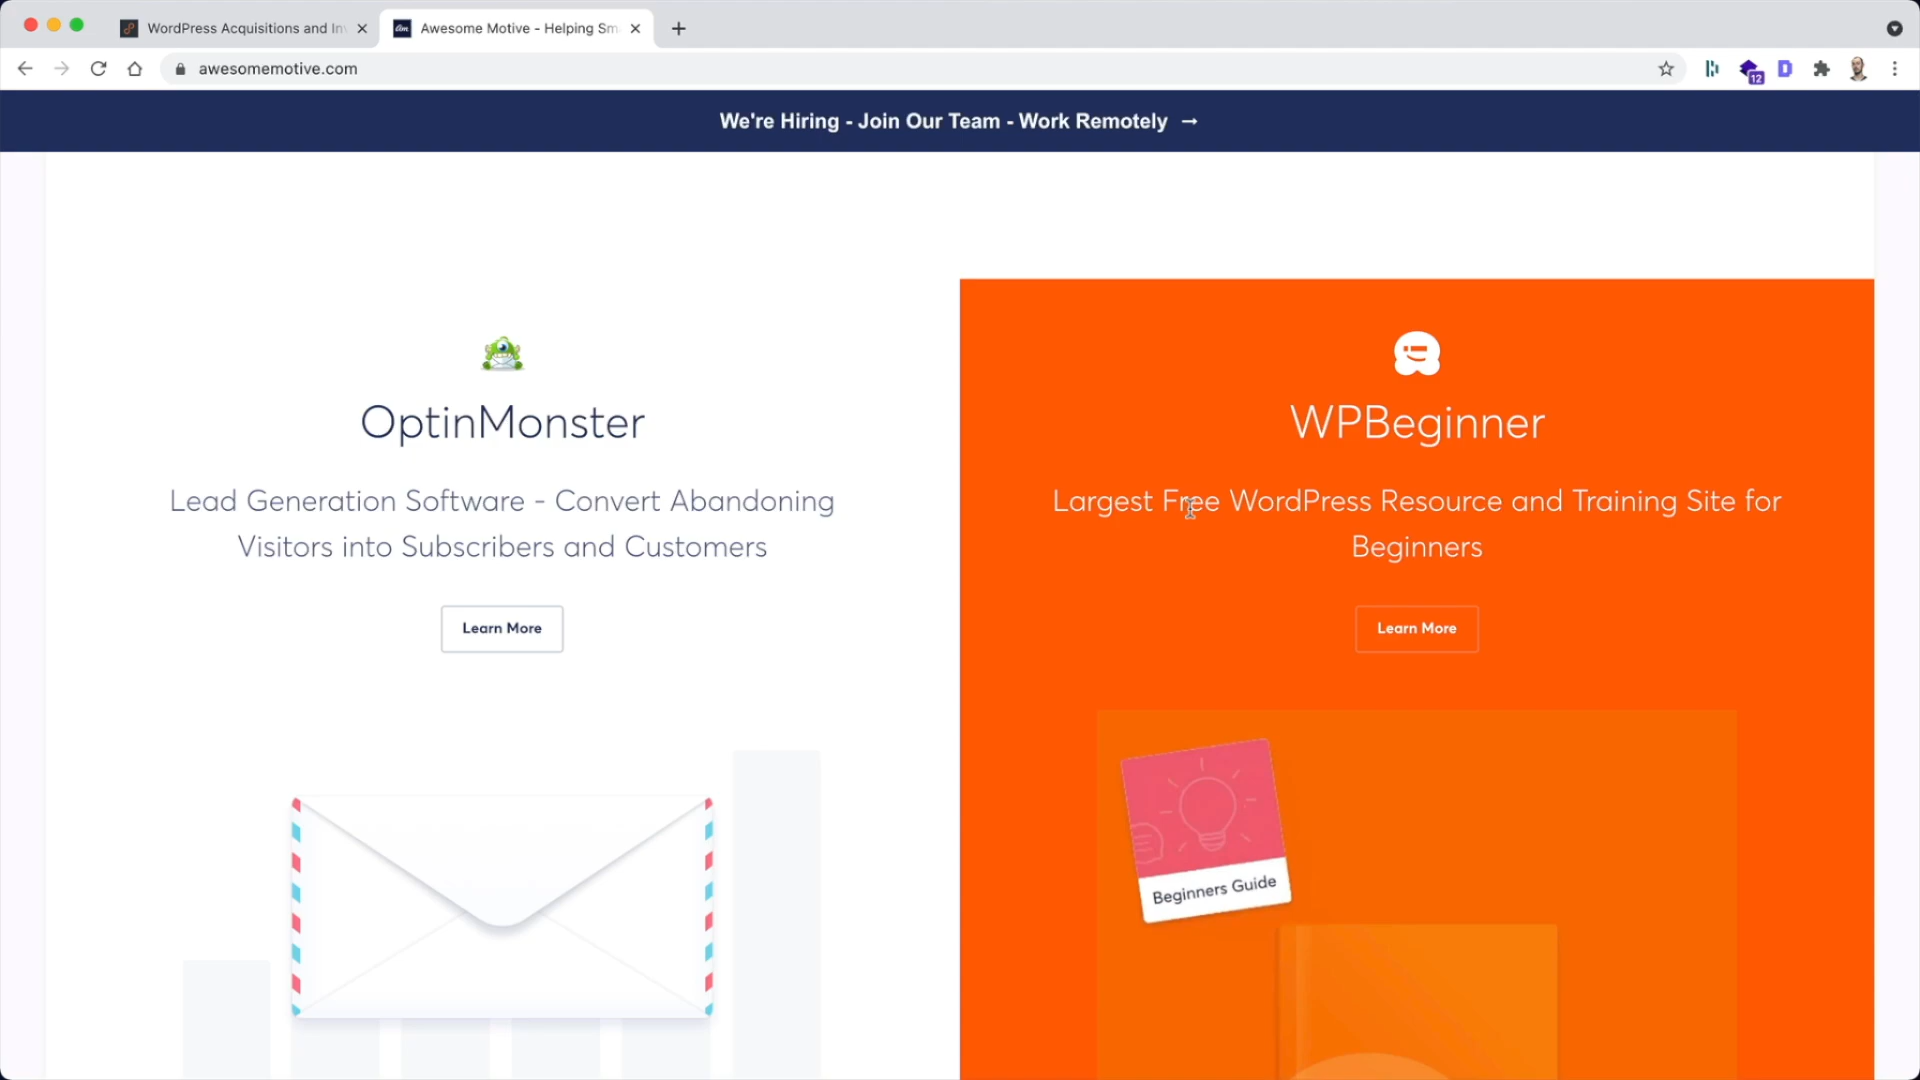 WordPress Acquisitions and In
Awesome Motive - Helping Sm
awesomemotive.com
12
We're Hiring - Join Our Team - Work Remotely →
OptinMonster
Lead Generation Software - Convert Abandoning
Visitors into Subscribers and Customers
Learn More
WPBeginner
Largest Free WordPress Resource and Training Site for
Beginners
Learn More
Beginners Guide